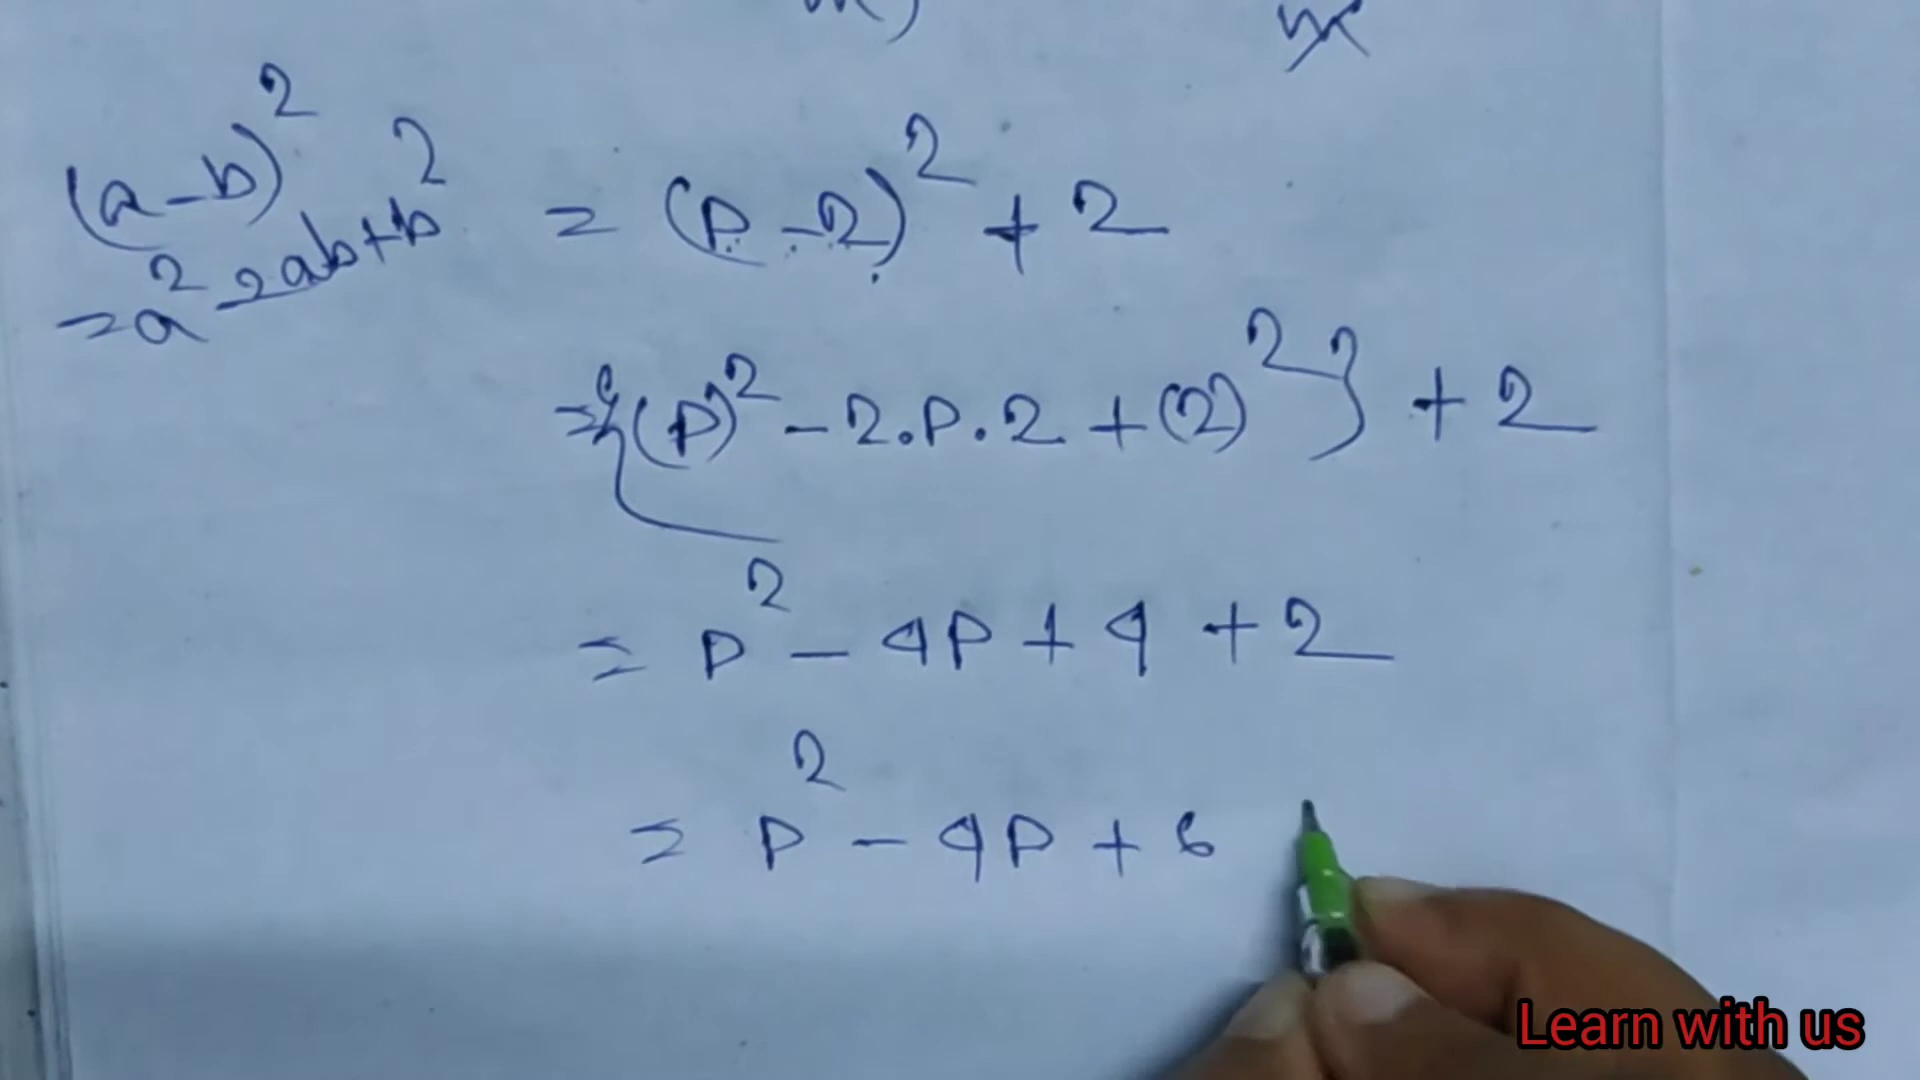 (a-b)²
=a²-2ab+b²
= (P-2)²+2
={(P)²-2.P.2+(2)²}+2
= P²-4P+4+2
= P²-4P+6
Learn with us